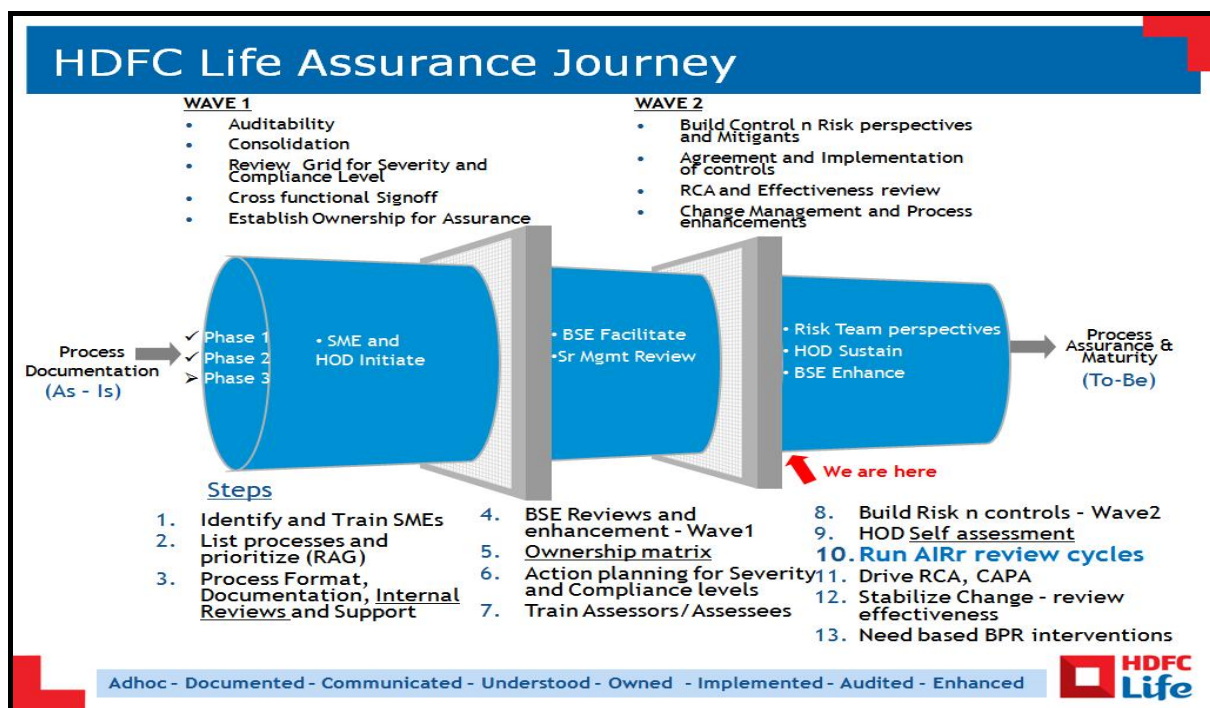 HDFC Life Assurance Journey
WAVE 1
• Auditability
• Consolidation
• Review Grid for Severity and
Compliance Level
• Cross functional Signoff
• Establish Ownership for Assurance
WAVE 2
• Build Control n Risk perspectives
and Mitigants
• Agreement and Implementation
of controls
• RCA and Effectiveness review
• Change Management and Process
enhancements
Process
Documentation
(As - Is)
✓ Phase 1
✓ Phase 2
➢ Phase 3
• SME and
HOD Initiate
• BSE Facilitate
•Sr Mgmt Review
• Risk Team perspectives
• HOD Sustain
• BSE Enhance
Process
Assurance &
Maturity
(To-Be)
We are here
Steps
1. Identify and Train SMEs
2. List processes and
prioritize (RAG)
3. Process Format,
Documentation, Internal
Reviews and Support
4. BSE Reviews and
enhancement - Wave1
5. Ownership matrix
6. Action planning for Severity
and Compliance levels
7. Train Assessors/Assessees
8. Build Risk n controls - Wave2
9. HOD Self assessment
10. Run AIRr review cycles
11. Drive RCA, CAPA
12. Stabilize Change - review
effectiveness
13. Need based BPR interventions
Adhoc - Documented - Communicated - Understood - Owned - Implemented - Audited - Enhanced
HDFC
Life